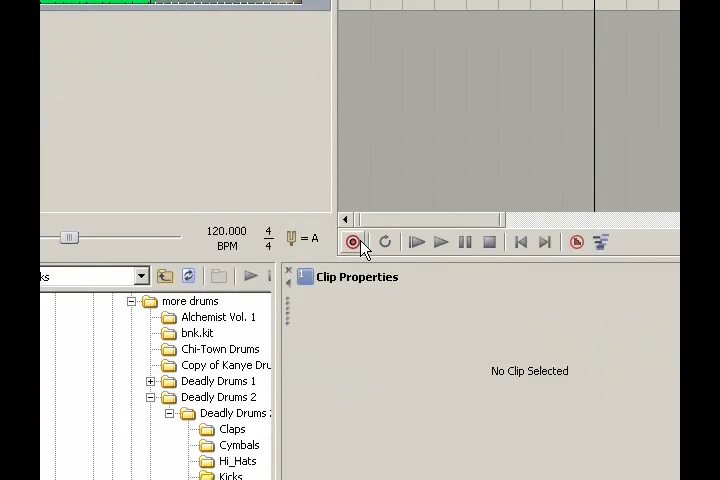 120.000
BPM
4
4
= A
ks
1
Clip Properties
more drums
Alchemist Vol. 1
bnk.kit
Chi-Town Drums
Copy of Kanye Dru
Deadly Drums 1
Deadly Drums 2
Deadly Drums
Claps
Cymbals
Hi_Hats
Kicks
No Clip Selected